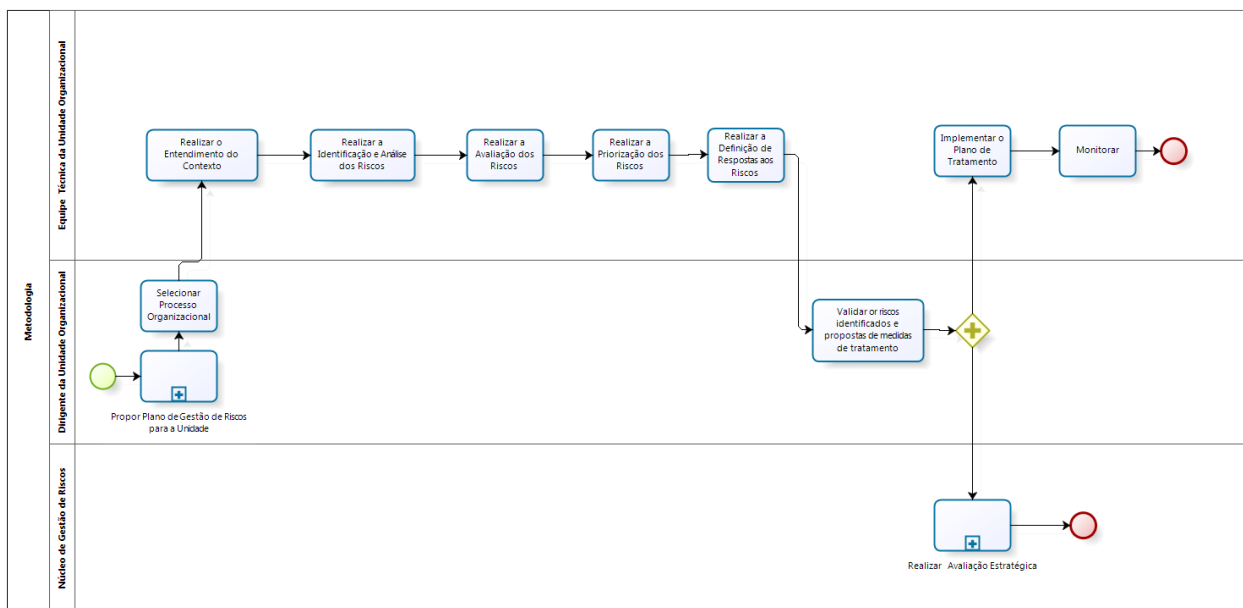 Metodologia
Equipe Técnica da Unidade Organizacional
Realizar o
Entendimento do
Contexto
Realizar a
Identificação e Análise
dos Riscos
Realizar a
Avaliação dos
Riscos
Realizar a
Priorização dos
Riscos
Realizar a
Definição de
Respostas aos
Riscos
Implementar o
Plano de
Tratamento
Monitorar
Dirigente da Unidade Organizacional
Selecionar
Processo
Organizacional
Propor Plano de Gestão de Riscos
para a Unidade
Validar or riscos
identificados e
propostas de medidas
de tratamento
Núcleo de Gestão de Riscos
Realizar Avaliação Estratégica